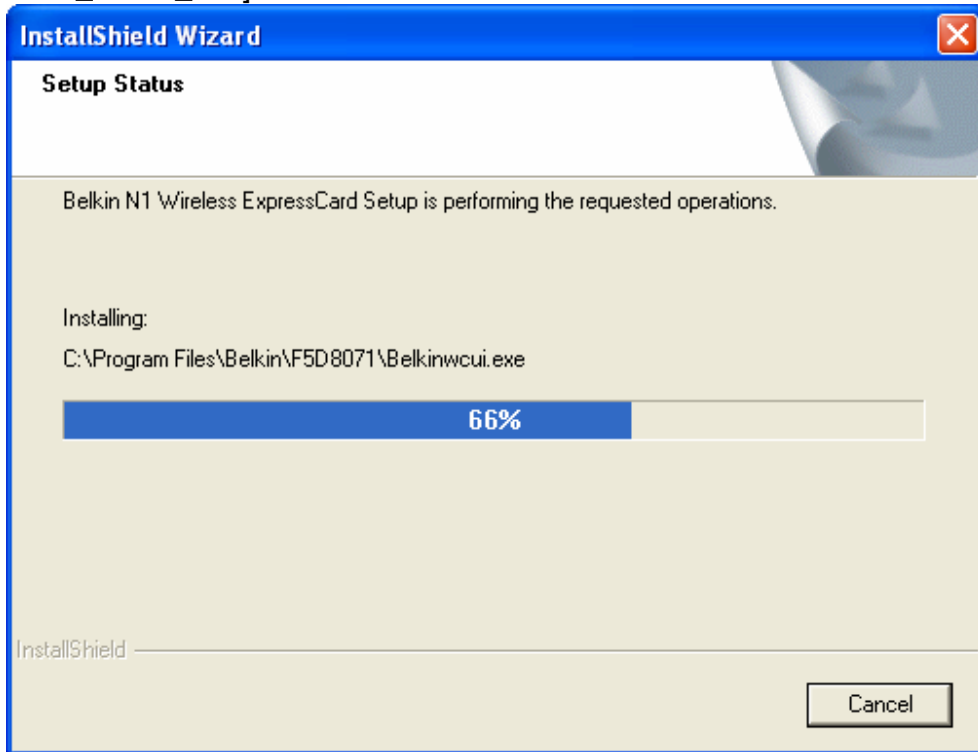 InstallShield Wizard
Setup Status
Belkin N1 Wireless ExpressCard Setup is performing the requested operations.
Installing:
C:\Program Files\Belkin\F5D8071\Belkinwcui.exe
66%
InstallShield
Cancel